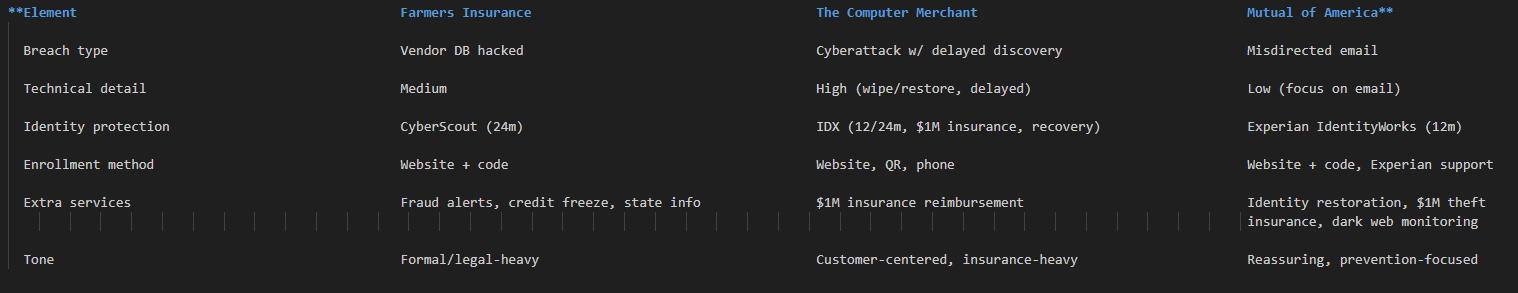 **Element Farmers Insurance The Computer Merchant Mutual of America**
Breach type Vendor DB hacked Cyberattack w/ delayed discovery Misdirected email
Technical detail Medium High (wipe/restore, delayed) Low (focus on email)
Identity protection CyberScout (24m) IDX (12/24m, $1M insurance, recovery) Experian IdentityWorks (12m)
Enrollment method Website + code Website, QR, phone Website + code, Experian support
Extra services Fraud alerts, credit freeze, state info $1M insurance reimbursement Identity restoration, $1M theft
insurance, dark web monitoring
Tone Formal/legal-heavy Customer-centered, insurance-heavy Reassuring, prevention-focused